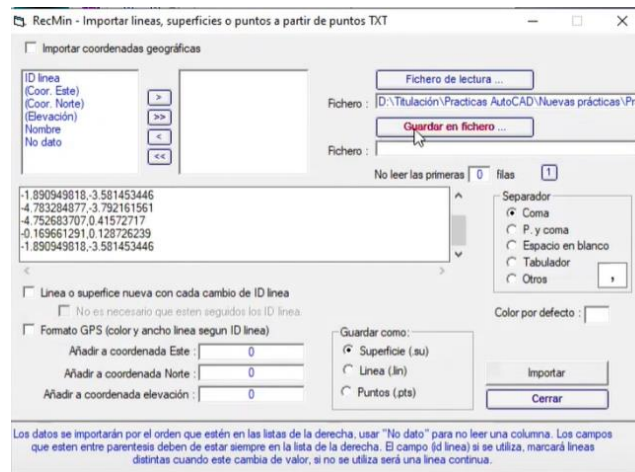 RecMin - Importar lineas, superficies o puntos a partir de puntos TXT
Importar coordenadas geográficas
ID linea
(Coor. Este)
(Coor. Norte)
(Elevación)
Nombre
No dato
>
>>
<
<<
Fichero de lectura ...
Fichero : D:\Titulación\Practicas AutoCAD\Nuevas prácticas\Pr
Guardar en fichero ...
Fichero :
No leer las primeras 0 filas 1
-1.890949818,-3.581453446
-4.783284877,-3.792161561
-4.752683707,0.41572717
-0.169661291,0.128726239
-1.890949818,-3.581453446
Separador
Coma
P. y coma
Espacio en blanco
Tabulador
Otros ,
Linea o superfice nueva con cada cambio de ID linea
No es necesario que esten seguidos los ID linea.
Color por defecto :
Formato GPS (color y ancho linea segun ID linea)
Añadir a coordenada Este : 0
Añadir a coordenada Norte : 0
Añadir a coordenada elevación : 0
Guardar como:
Superficie (.su)
Linea (.lin)
Puntos (.pts)
Importar
Cerrar
Los datos se importarán por el orden que estén en las listas de la derecha, usar "No dato" para no leer una columna. Los campos
que esten entre parentesis deben de estar siempre en la lista de la derecha. El campo (id linea) si se utiliza, marcará lineas
distintas cuando este cambia de valor, si no se utiliza será una linea continua.